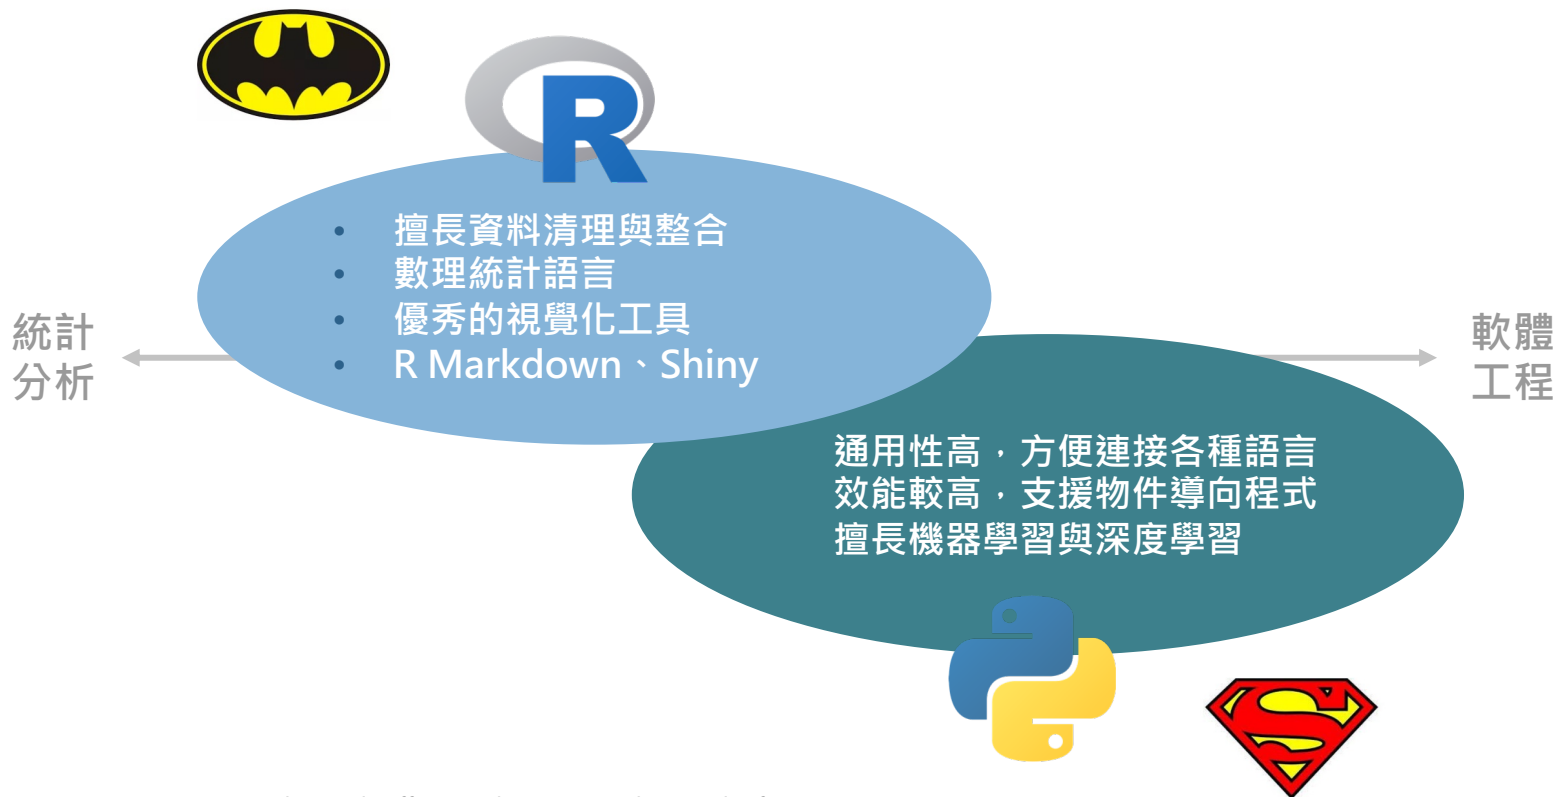 R
擅長資料清理與整合
數理統計語言
優秀的視覺化工具
R Markdown、Shiny
統計
分析
軟體
工程
通用性高，方便連接各種語言
效能較高，支援物件導向程式
擅長機器學習與深度學習
S